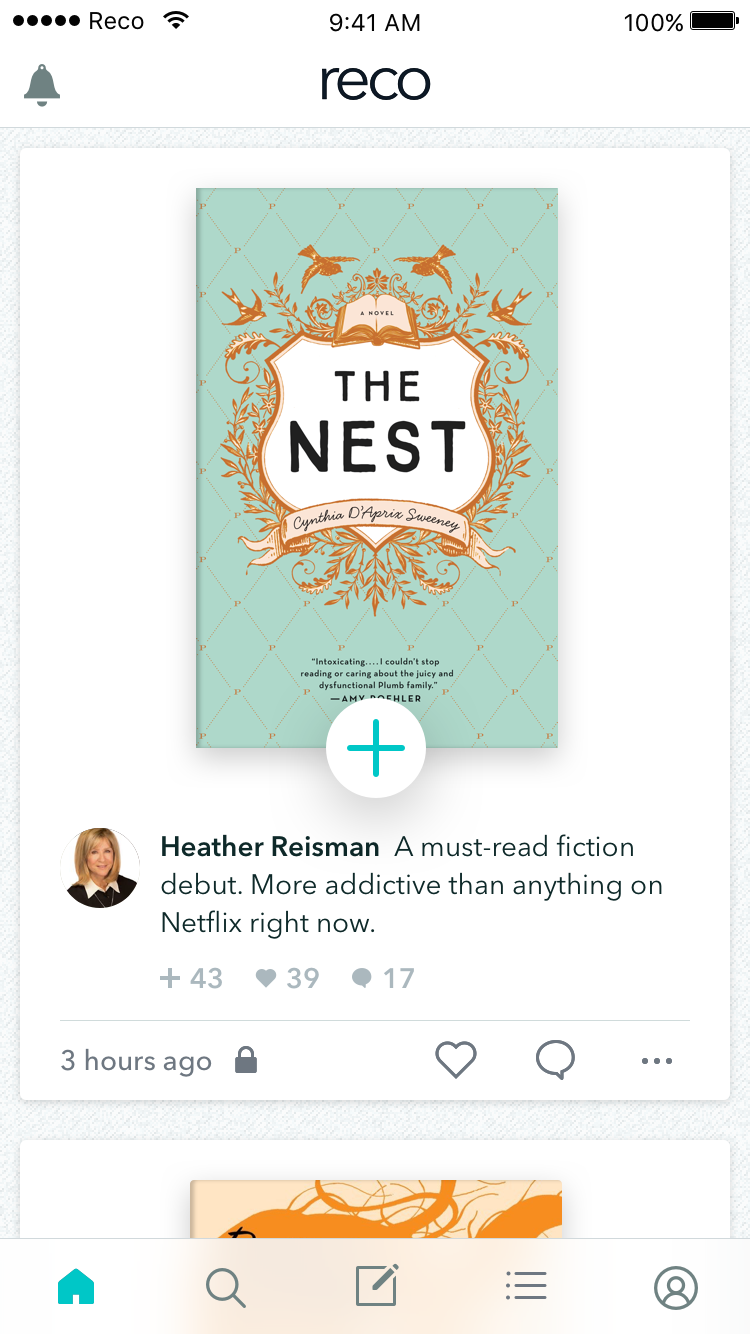 Reco 9:41 AM 100%
reco
A NOVEL
THE
NEST
Cynthia D'Aprix Sweeney
"Intoxicating....I couldn't stop
reading or caring about the juicy and
dysfunctional Plumb family."
—AMY POEHLER
Heather Reisman A must-read fiction
debut. More addictive than anything on
Netflix right now.
43 39 17
3 hours ago